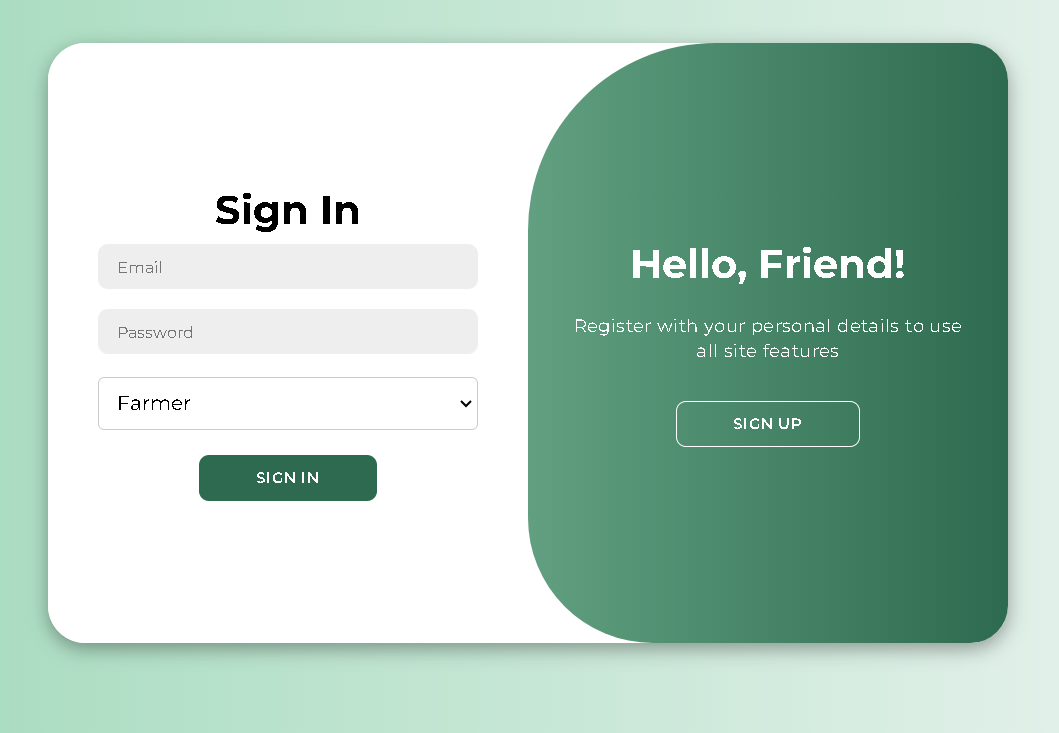 Sign In
Email
Password
Farmer
SIGN IN
Hello, Friend!
Register with your personal details to use
all site features
SIGN UP